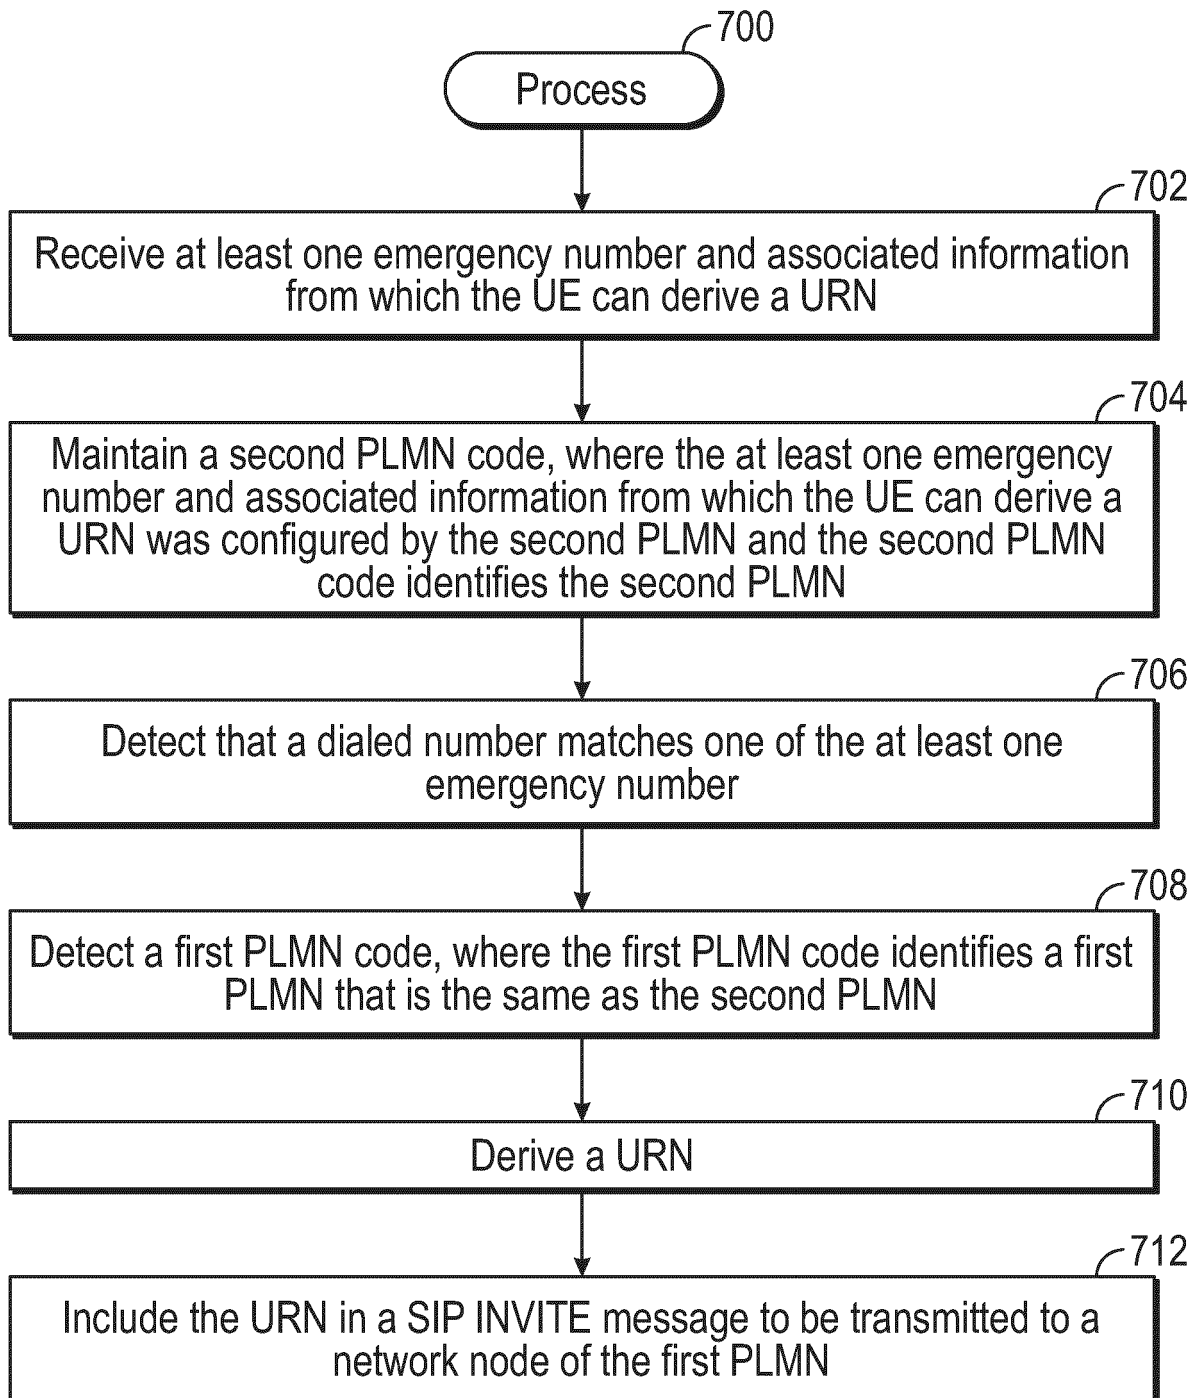 700
Process
702
Receive at least one emergency number and associated information
from which the UE can derive a URN
704
Maintain a second PLMN code, where the at least one emergency
number and associated information from which the UE can derive a
URN was configured by the second PLMN and the second PLMN
code identifies the second PLMN
706
Detect that a dialed number matches one of the at least one
emergency number
708
Detect a first PLMN code, where the first PLMN code identifies a first
PLMN that is the same as the second PLMN
710
Derive a URN
712
Include the URN in a SIP INVITE message to be transmitted to a
network node of the first PLMN